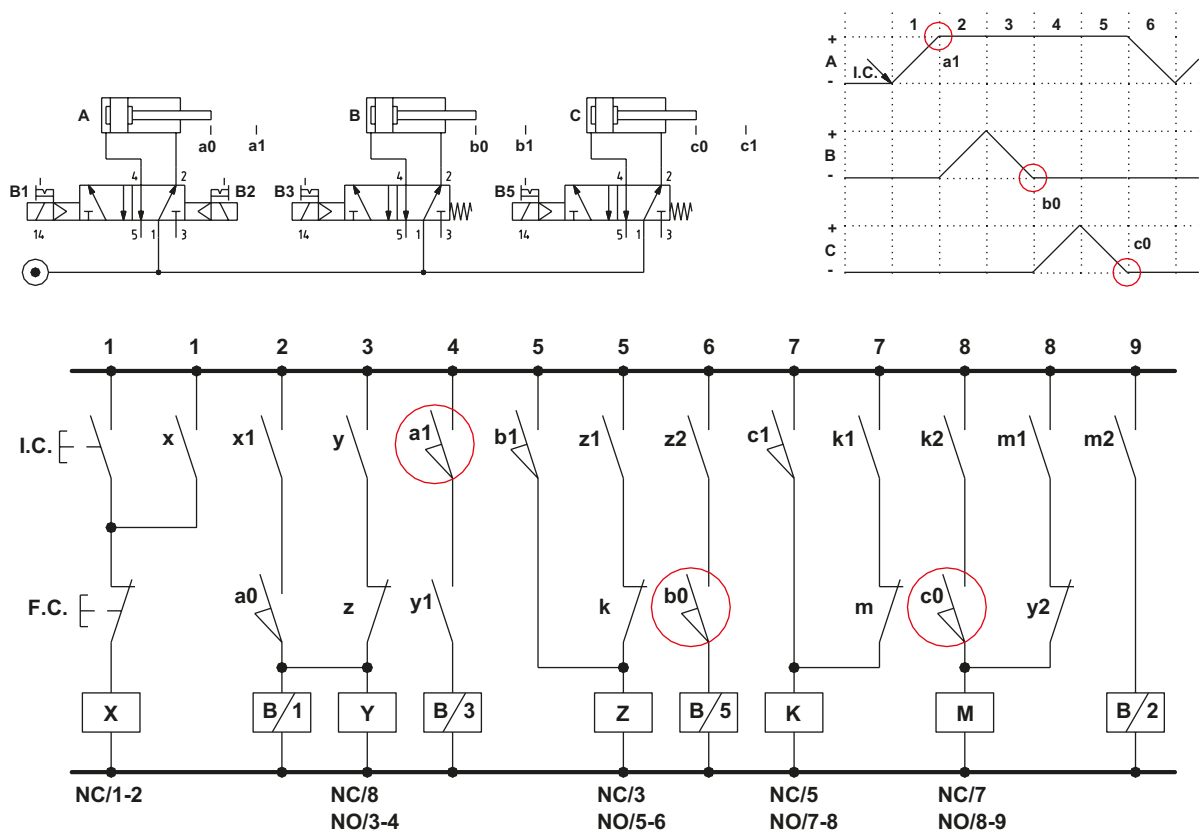 1 2 3 4 5 6
+
A
-
I.C.
a1
A B C
a0 a1 b0 b1 c0 c1
+
B
-
b0
4 2 4 2 4 2
B1 B2 B3 B5
14 5 1 3 14 5 1 3 14 5 1 3
+
C
-
c0
1 1 2 3 4 5 5 6 7 7 8 8 9
I.C. x x1 y a1 b1 z1 z2 c1 k1 k2 m1 m2
F.C. a0 z y1 k b0 m c0 y2
X B/1 Y B/3 Z B/5 K M B/2
NC/1-2 NC/8 NC/3 NC/5 NC/7
NO/3-4 NO/5-6 NO/7-8 NO/8-9